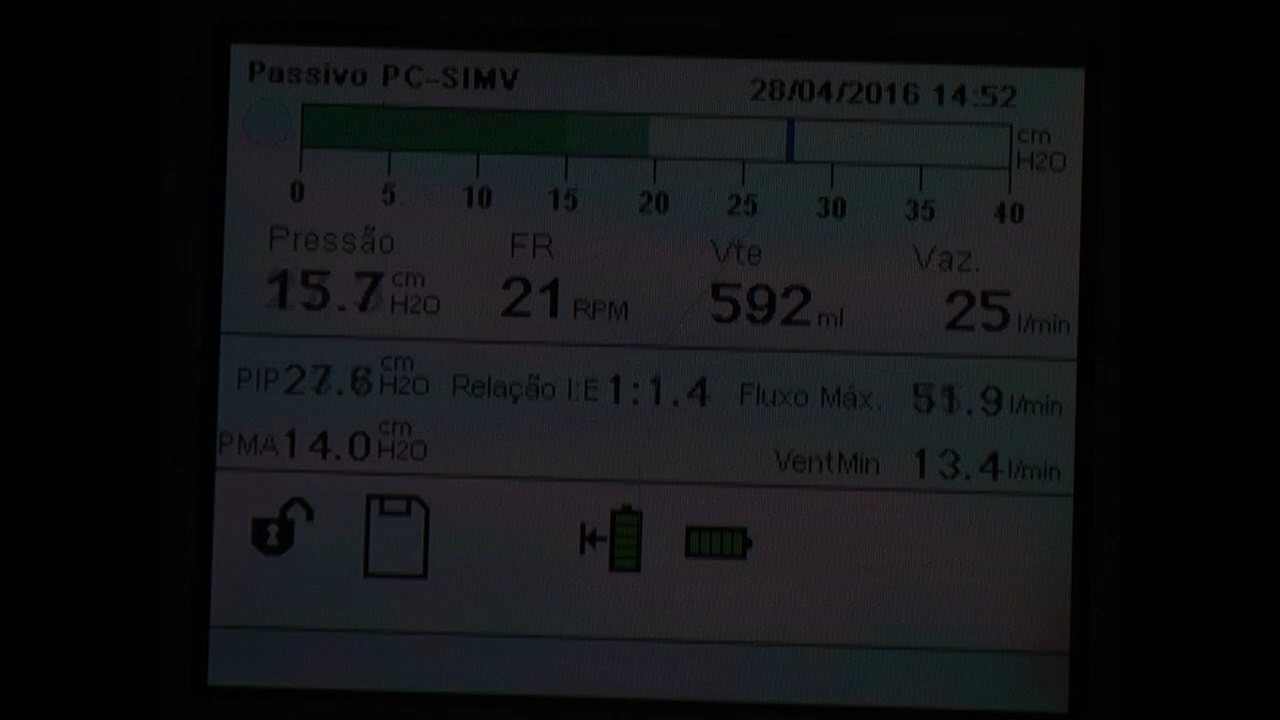 Passivo PC-SIMV 28/04/2016 14:52
cm H2O
0 5 10 15 20 25 30 35 40
Pressão FR Vte Vaz.
15.7 cm H2O 21 RPM 592 ml 25 l/min
PIP 27.6 cm H2O Relação I:E 1:1.4 Fluxo Máx. 51.9 l/min
PMA 14.0 cm H2O VentMin 13.4 l/min